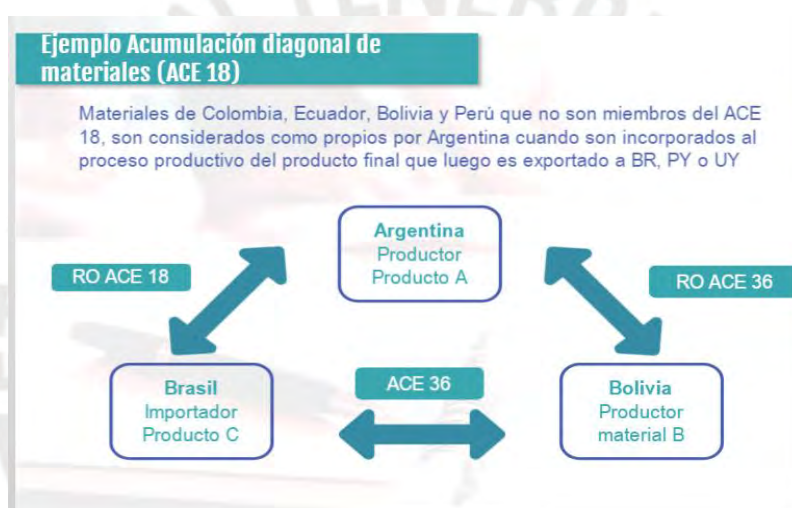 Ejemplo Acumulación diagonal de
materiales (ACE 18)
Materiales de Colombia, Ecuador, Bolivia y Perú que no son miembros del ACE
18, son considerados como propios por Argentina cuando son incorporados al
proceso productivo del producto final que luego es exportado a BR, PY o UY
Argentina
Productor
Producto A
RO ACE 18
RO ACE 36
Brasil
Importador
Producto C
ACE 36
Bolivia
Productor
material B